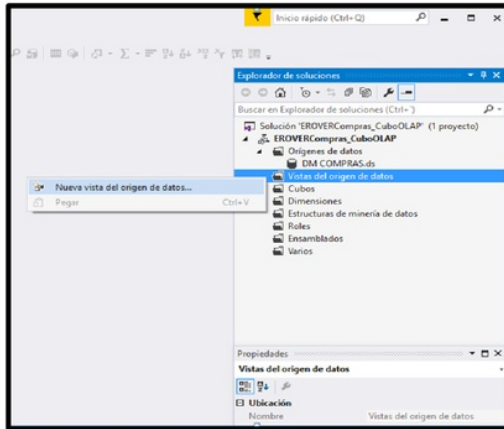 Inicio rápido (Ctrl+Q)
Explorador de soluciones
Buscar en Explorador de soluciones (Ctrl+')
Solución 'EROVERCompras_CuboOLAP' (1 proyecto)
EROVERCompras_CuboOLAP
Orígenes de datos
DM COMPRAS.ds
Vistas del origen de datos
Nueva vista del origen de datos...
Cubos
Pegar Ctrl+V
Dimensiones
Estructuras de minería de datos
Roles
Ensamblados
Varios
Propiedades
Vistas del origen de datos
Ubicación
Nombre Vistas del origen de datos